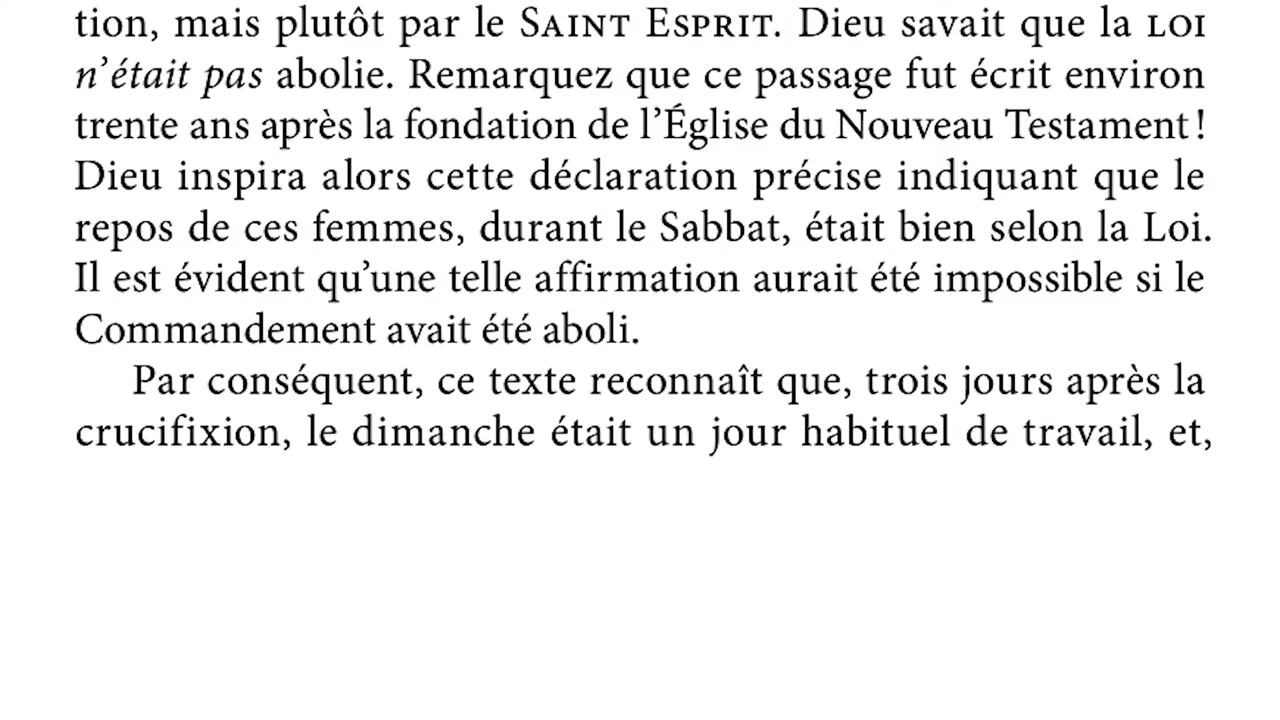 tion, mais plutôt par le Saint Esprit. Dieu savait que la loi
n’était pas abolie. Remarquez que ce passage fut écrit environ
trente ans après la fondation de l’Église du Nouveau Testament !
Dieu inspira alors cette déclaration précise indiquant que le
repos de ces femmes, durant le Sabbat, était bien selon la Loi.
Il est évident qu’une telle affirmation aurait été impossible si le
Commandement avait été aboli.
Par conséquent, ce texte reconnaît que, trois jours après la
crucifixion, le dimanche était un jour habituel de travail, et,